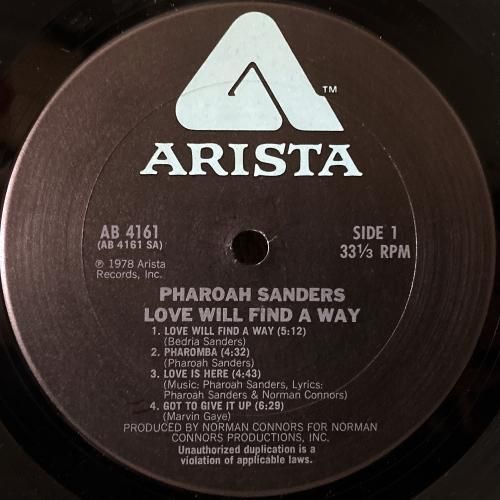 TM
ARISTA
AB 4161
(AB 4161 SA)
℗ 1978 Arista
Records, Inc.
SIDE 1
33⅓ RPM
PHAROAH SANDERS
LOVE WILL FIND A WAY
1. LOVE WILL FIND A WAY (5:12)
(Bedria Sanders)
2. PHAROMBA (4:32)
(Pharoah Sanders)
3. LOVE IS HERE (4:43)
(Music: Pharoah Sanders, Lyrics:
Pharoah Sanders & Norman Connors)
4. GOT TO GIVE IT UP (6:29)
(Marvin Gaye)
PRODUCED BY NORMAN CONNORS FOR NORMAN
CONNORS PRODUCTIONS, INC.
Unauthorized duplication is a
violation of applicable laws.